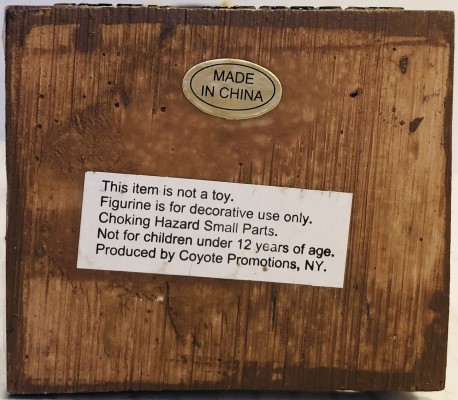 MADE
IN CHINA
This item is not a toy.
Figurine is for decorative use only.
Choking Hazard Small Parts.
Not for children under 12 years of age.
Produced by Coyote Promotions, NY.